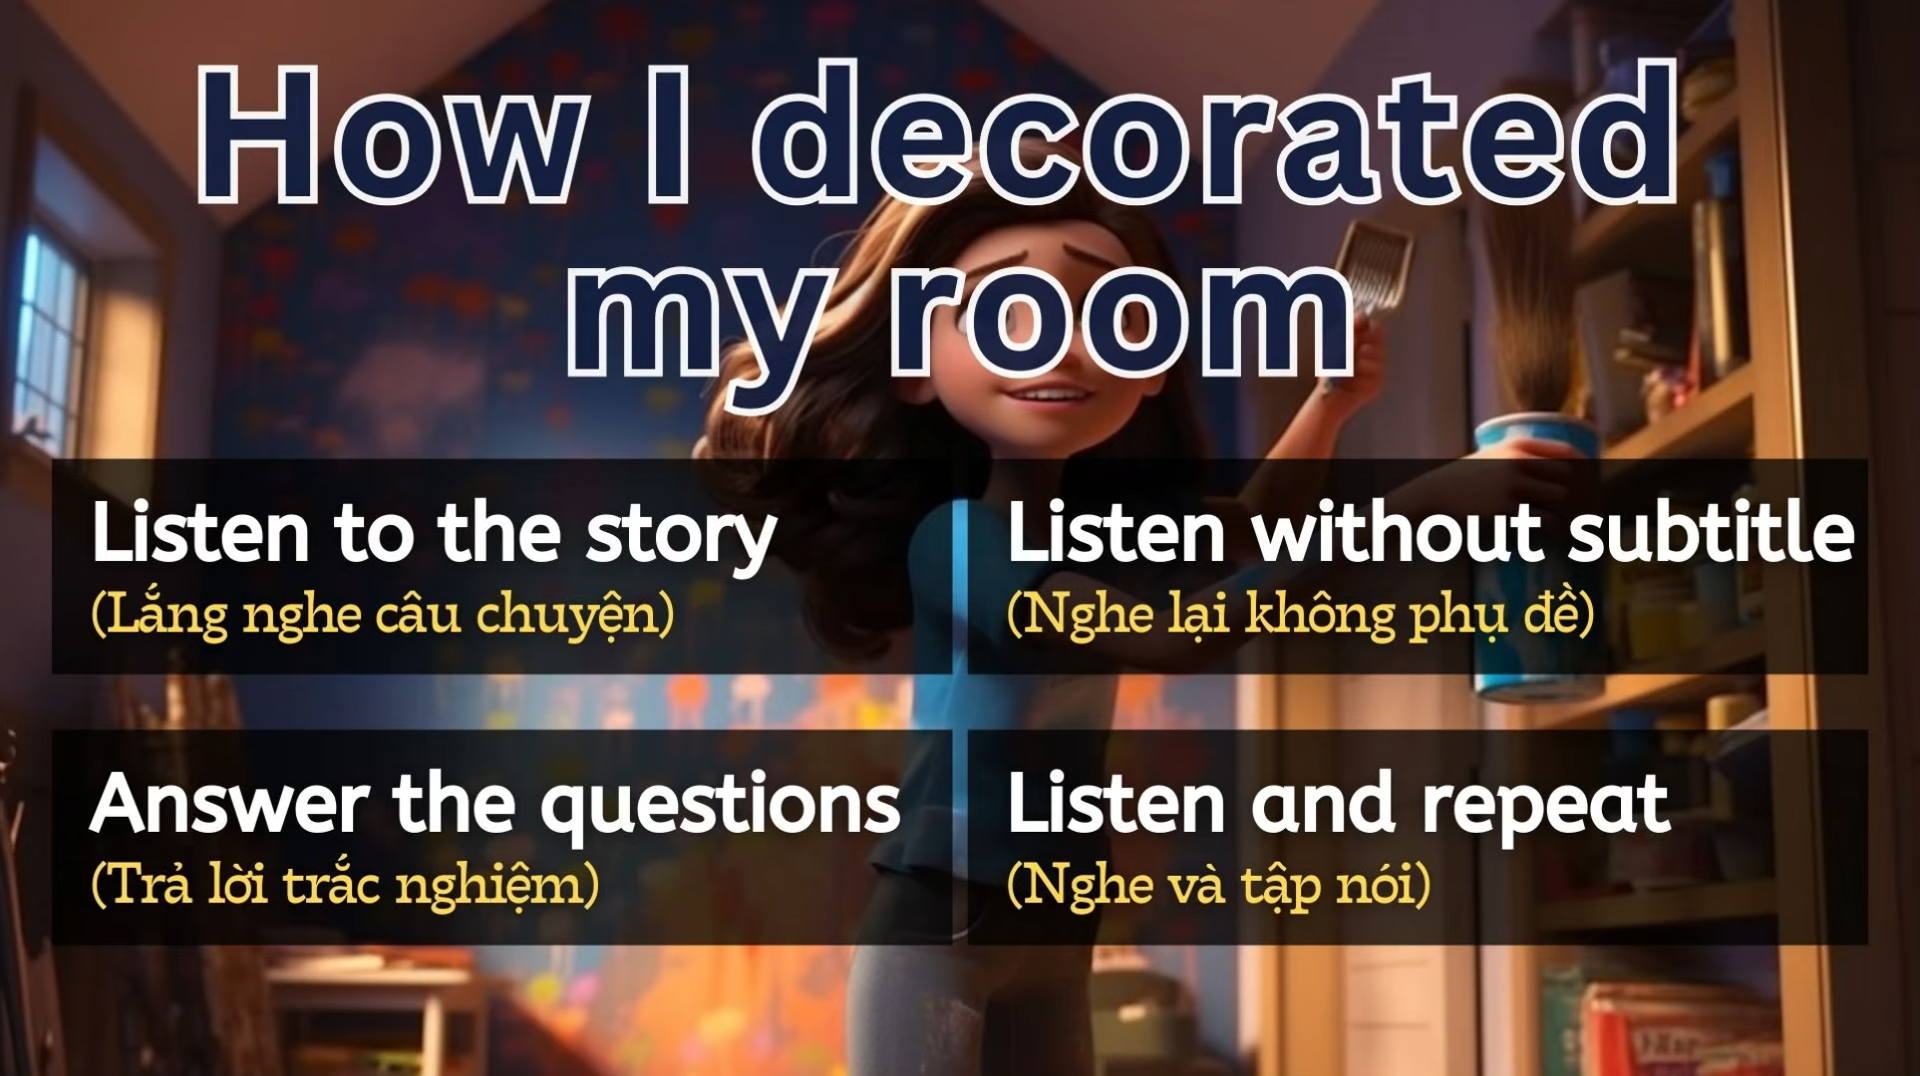 How I decorated
my room
Listen to the story
(Lắng nghe câu chuyện)
Listen without subtitle
(Nghe lại không phụ đề)
Answer the questions
(Trả lời trắc nghiệm)
Listen and repeat
(Nghe và tập nói)